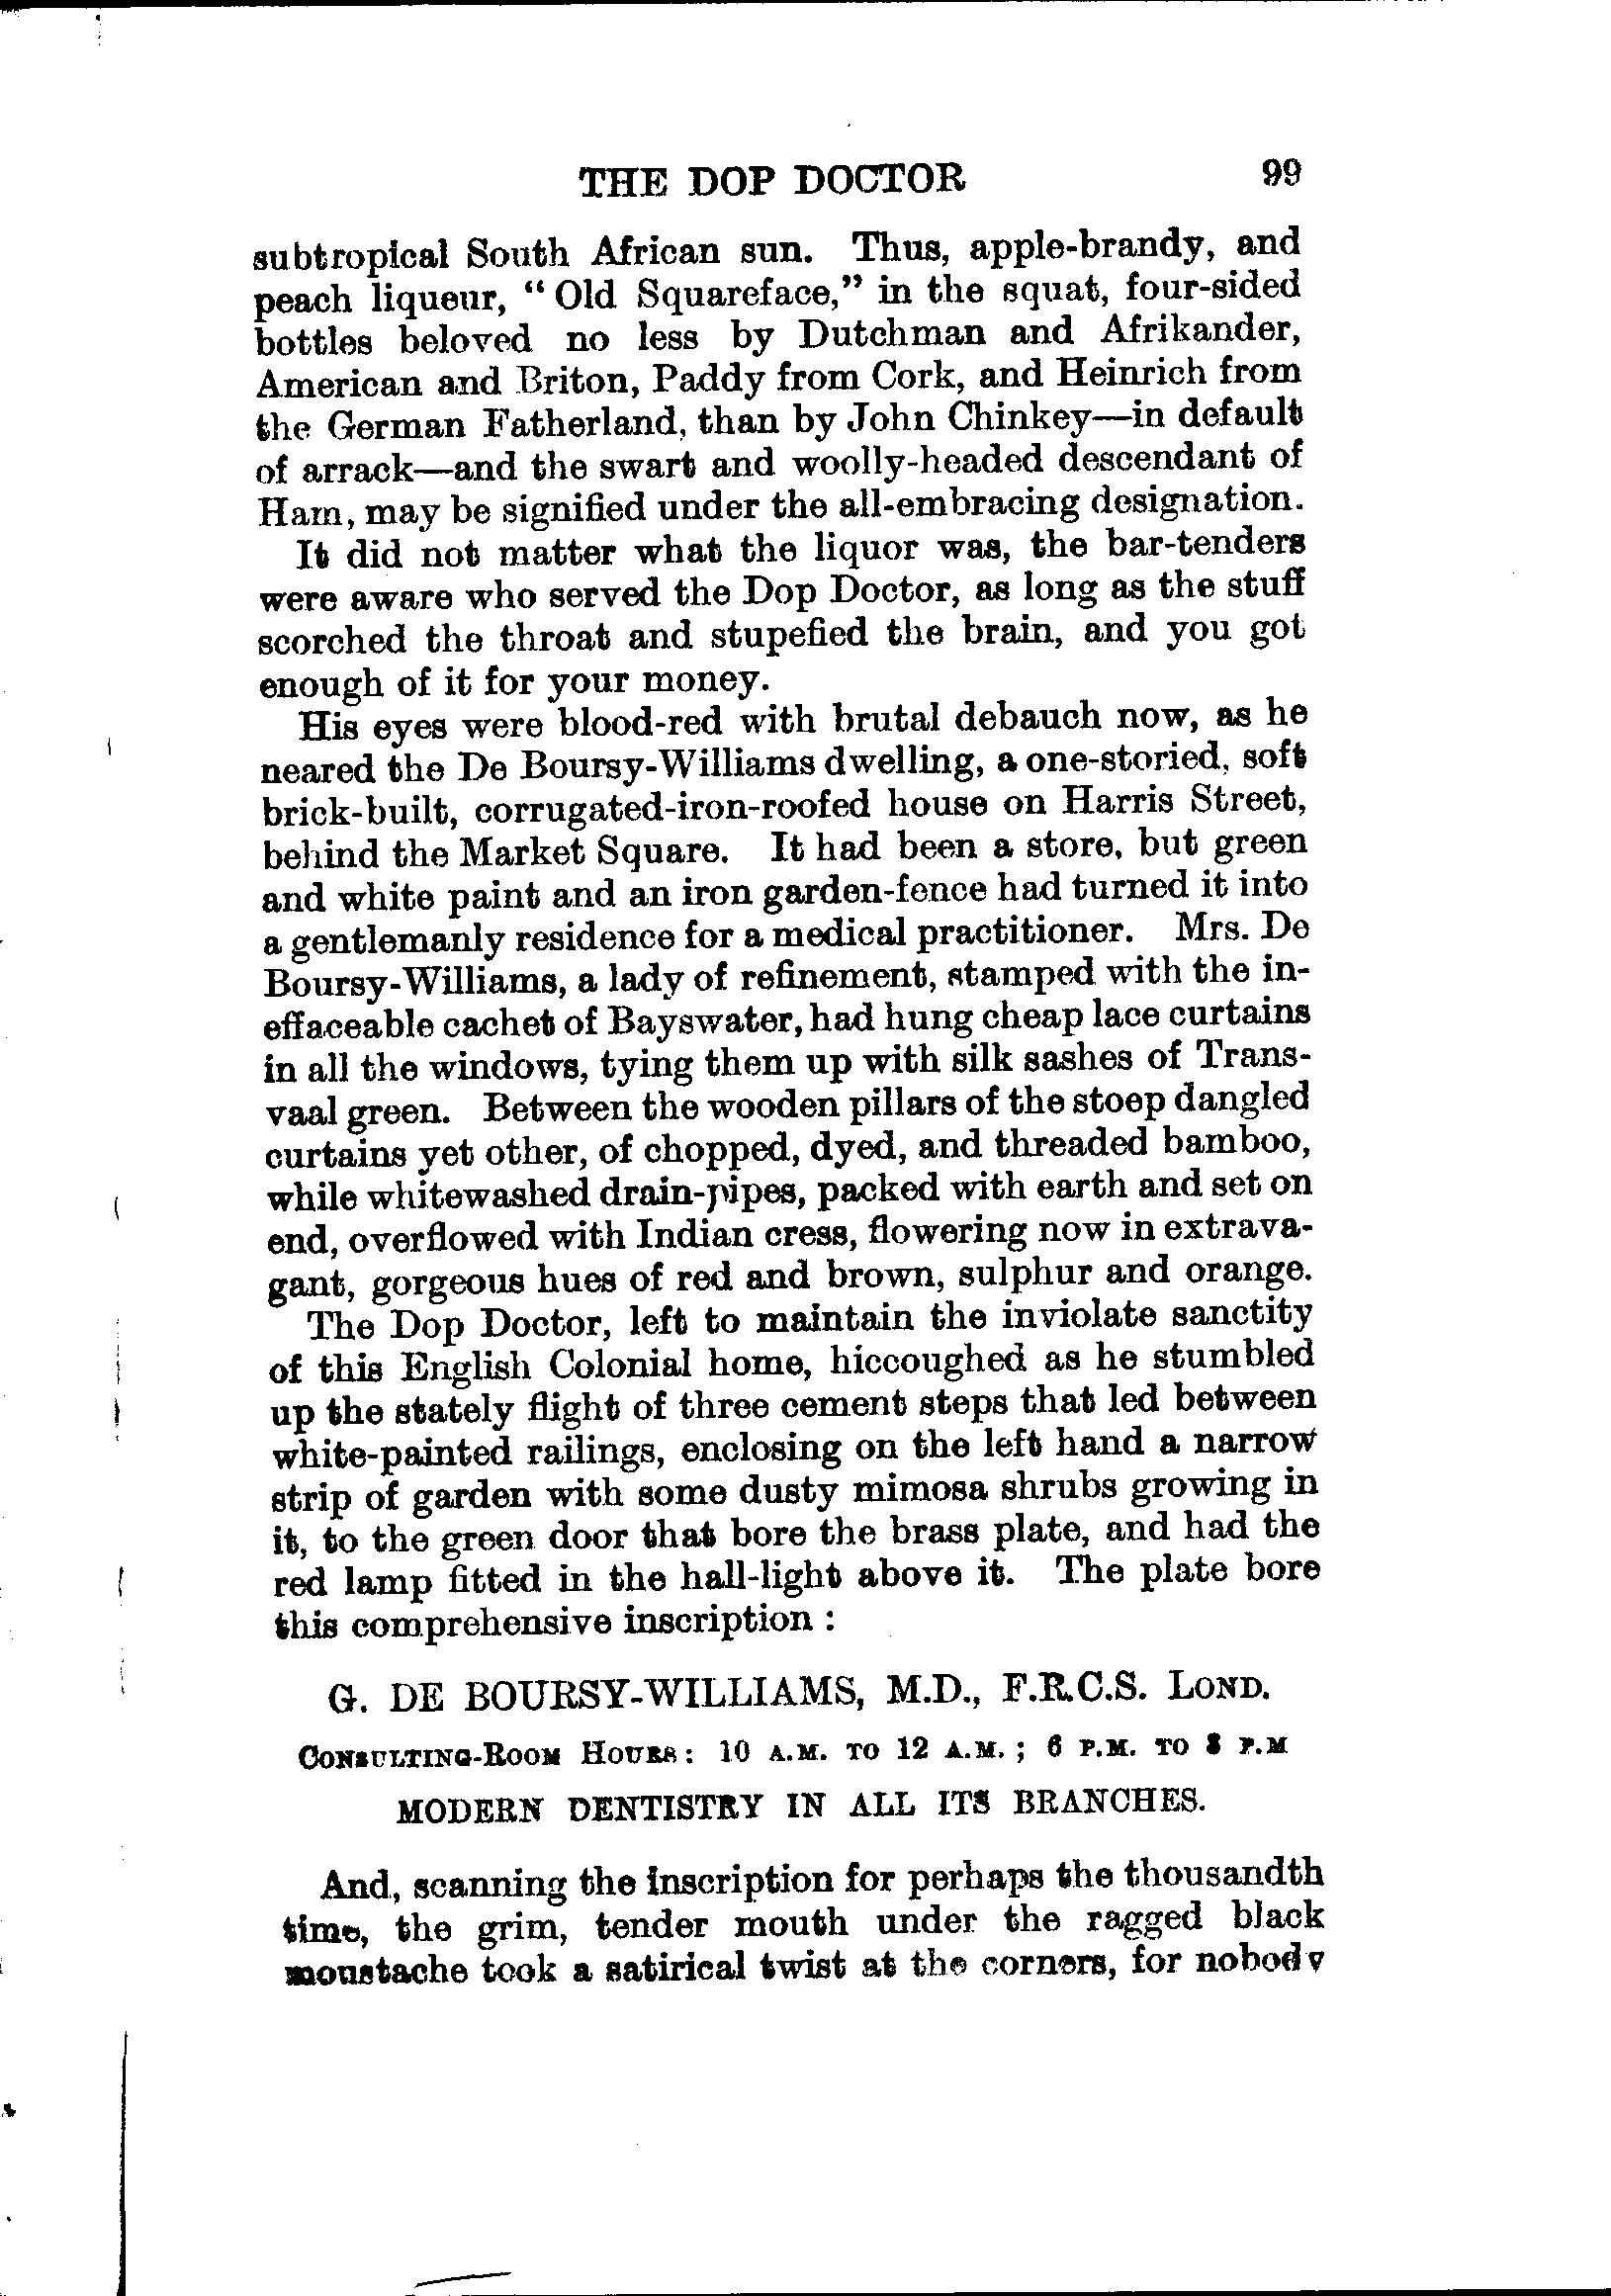 THE DOP DOCTOR 99
subtropical South African sun. Thus, apple-brandy, and
peach liqueur, “Old Squareface,” in the squat, four-sided
bottles beloved no less by Dutchman and Afrikander,
American and Briton, Paddy from Cork, and Heinrich from
the German Fatherland, than by John Chinkey—in default
of arrack—and the swart and woolly-headed descendant of
Ham, may be signified under the all-embracing designation.
It did not matter what the liquor was, the bar-tenders
were aware who served the Dop Doctor, as long as the stuff
scorched the throat and stupefied the brain, and you got
enough of it for your money.
His eyes were blood-red with brutal debauch now, as he
neared the De Boursy-Williams dwelling, a one-storied, soft
brick-built, corrugated-iron-roofed house on Harris Street,
behind the Market Square. It had been a store, but green
and white paint and an iron garden-fence had turned it into
a gentlemanly residence for a medical practitioner. Mrs. De
Boursy-Williams, a lady of refinement, stamped with the in-
effaceable cachet of Bayswater, had hung cheap lace curtains
in all the windows, tying them up with silk sashes of Trans-
vaal green. Between the wooden pillars of the stoep dangled
curtains yet other, of chopped, dyed, and threaded bamboo,
while whitewashed drain-pipes, packed with earth and set on
end, overflowed with Indian cress, flowering now in extrava-
gant, gorgeous hues of red and brown, sulphur and orange.
The Dop Doctor, left to maintain the inviolate sanctity
of this English Colonial home, hiccoughed as he stumbled
up the stately flight of three cement steps that led between
white-painted railings, enclosing on the left hand a narrow
strip of garden with some dusty mimosa shrubs growing in
it, to the green door that bore the brass plate, and had the
red lamp fitted in the hall-light above it. The plate bore
this comprehensive inscription :
G. DE BOURSY-WILLIAMS, M.D., F.R.C.S. LOND.
CONSULTING-ROOM HOURS: 10 A.M. TO 12 A.M.; 6 P.M. TO 8 P.M
MODERN DENTISTRY IN ALL ITS BRANCHES.
And, scanning the inscription for perhaps the thousandth
time, the grim, tender mouth under the ragged black
moustache took a satirical twist at the corners, for nobody